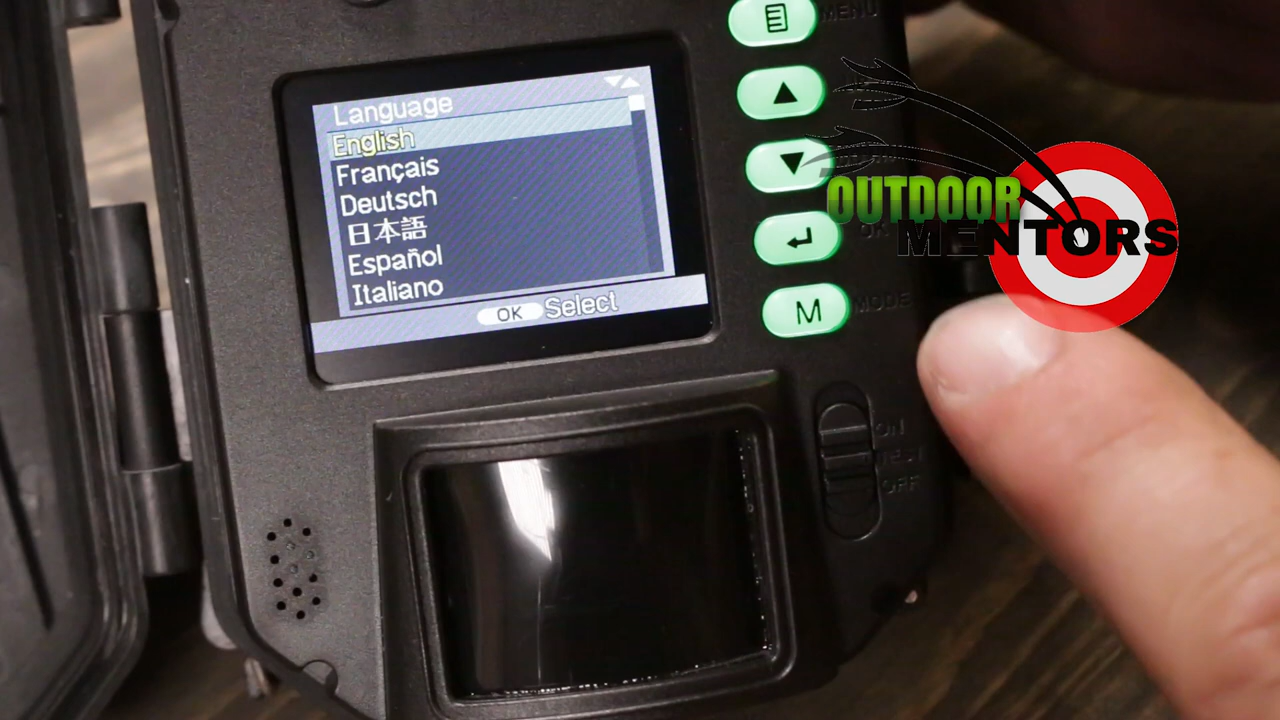 Language
English
Français
Deutsch
日本語
Español
Italiano
OK Select
MENU
OK
M MODE
ON
TEST
OFF
OUTDOOR
MENTORS